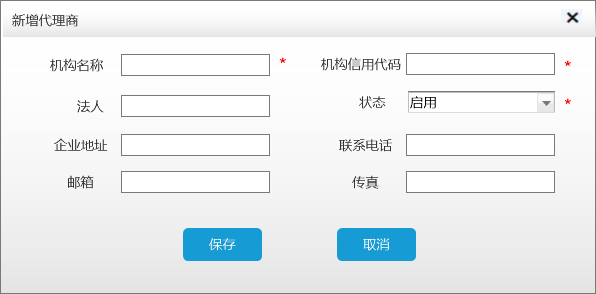 新增代理商
机构名称 * 机构信用代码 *
法人 状态 启用 *
企业地址 联系电话
邮箱 传真
保存 取消